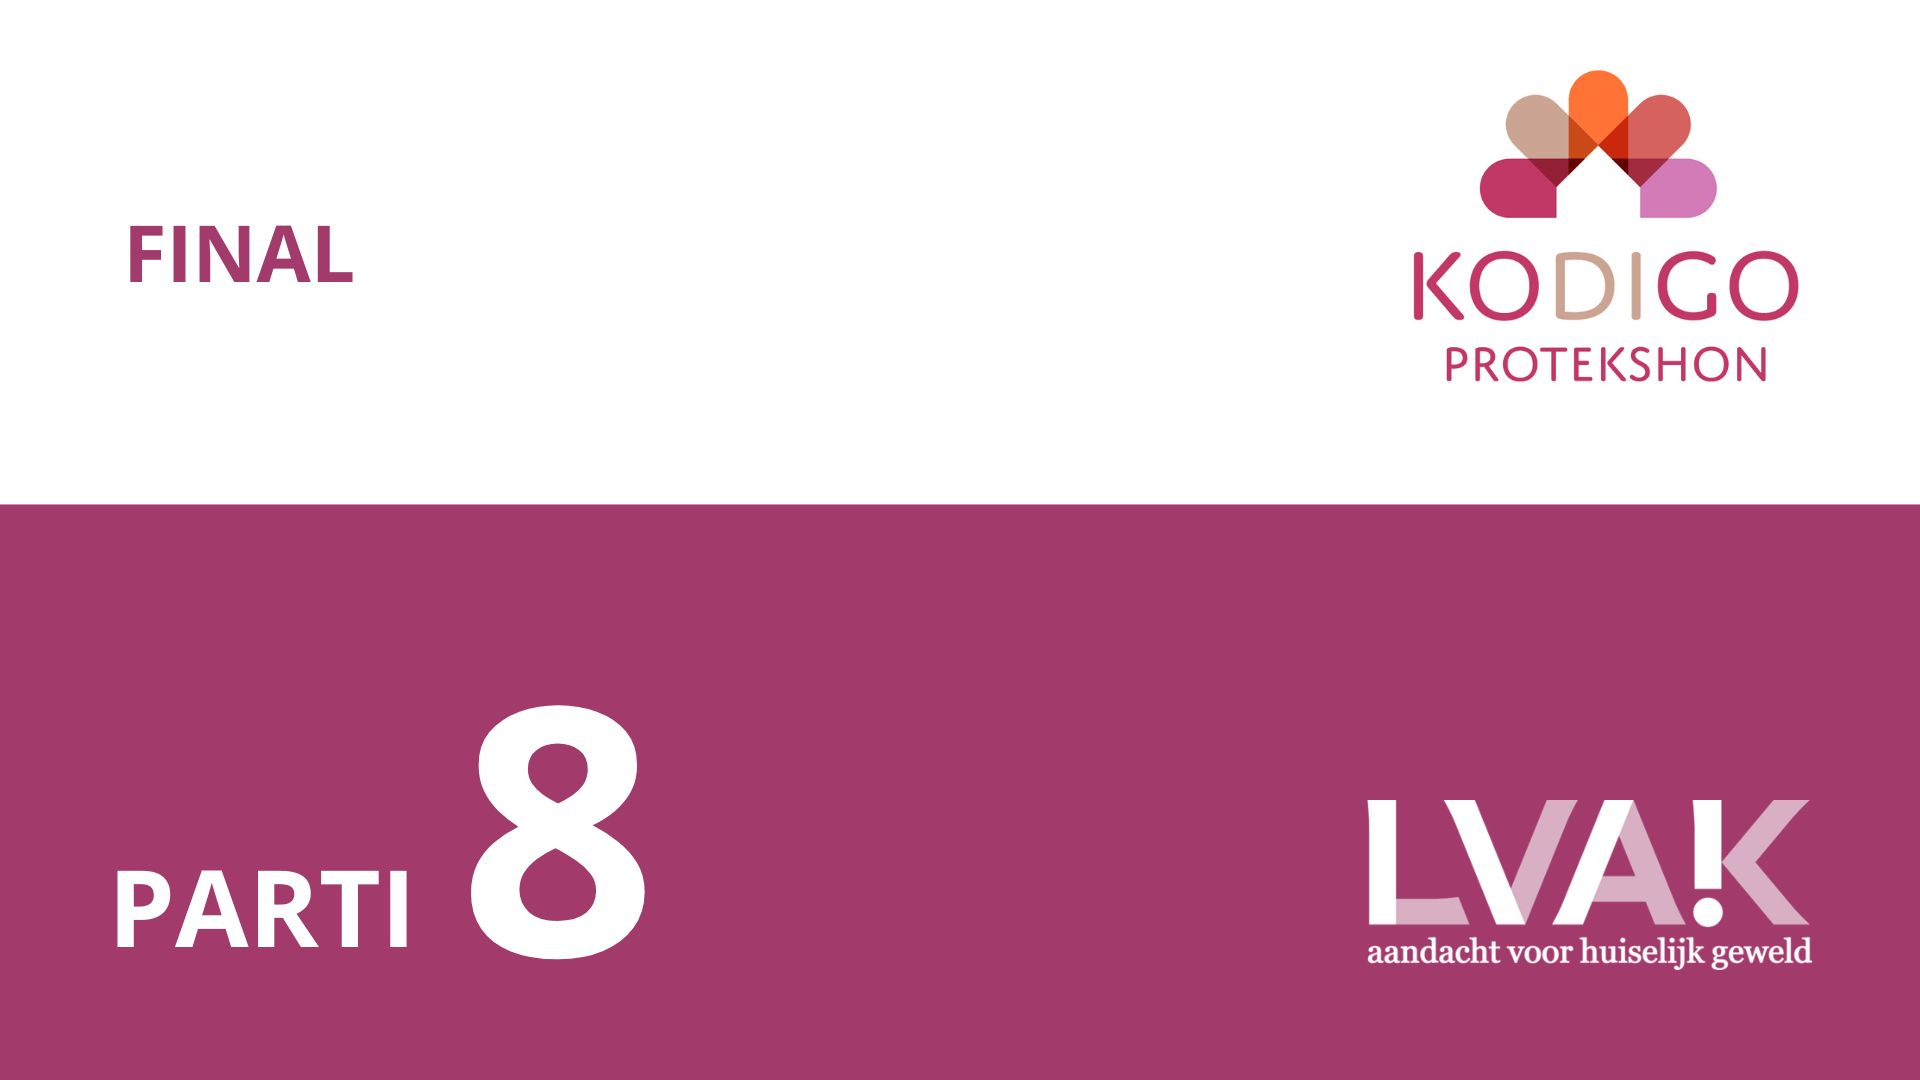 FINAL
KODIGO
PROTEKSHON
PARTI 8
LVAK!
aandacht voor huiselijk geweld